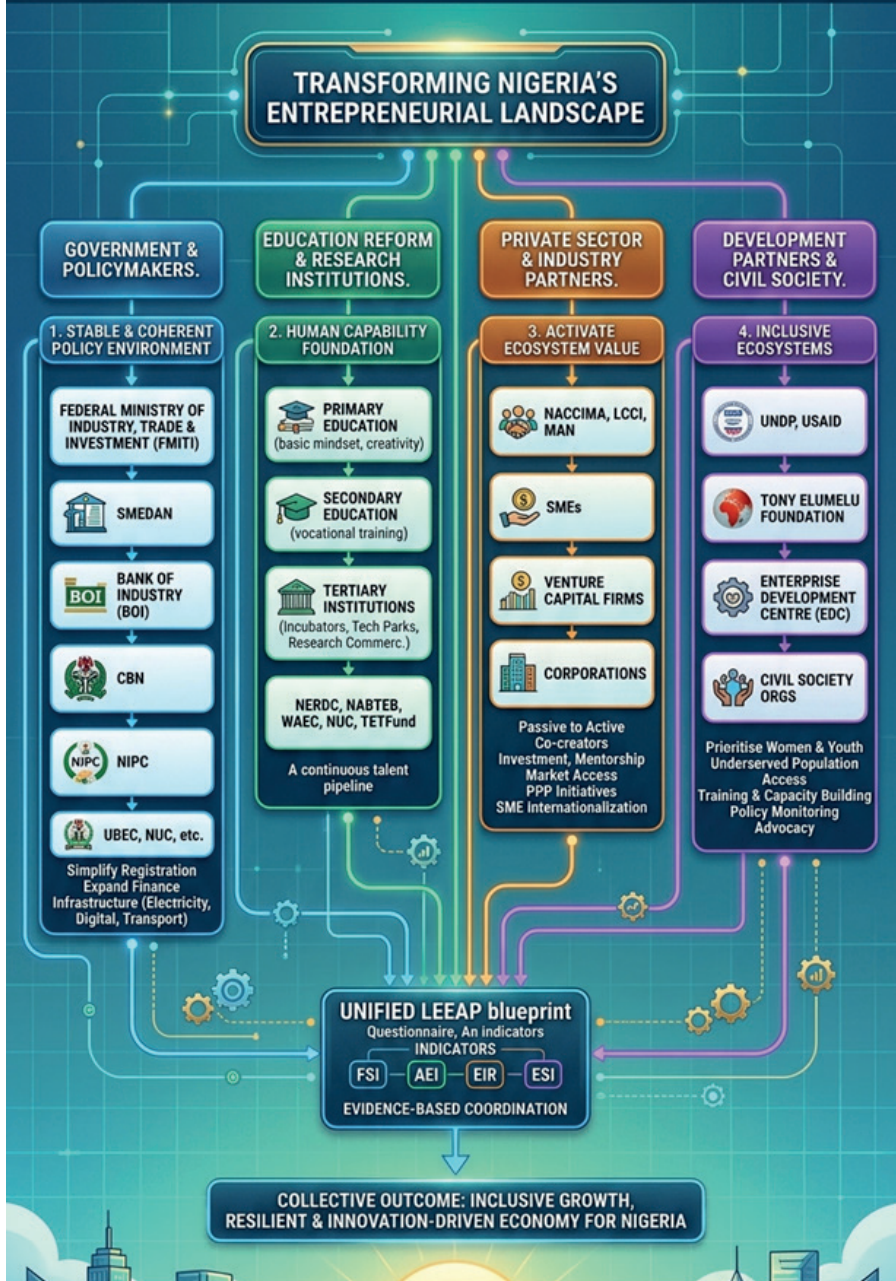 TRANSFORMING NIGERIA'S
ENTREPRENEURIAL LANDSCAPE
GOVERNMENT &
POLICYMAKERS.
1. STABLE & COHERENT
POLICY ENVIRONMENT
FEDERAL MINISTRY OF
INDUSTRY, TRADE &
INVESTMENT (FMITI)
SMEDAN
BOI
BANK OF
INDUSTRY
(BOI)
CBN
NIPC
NIPC
UBEC, NUC, etc.
Simplify Registration
Expand Finance
Infrastructure (Electricity,
Digital, Transport)
EDUCATION REFORM
& RESEARCH
INSTITUTIONS.
2. HUMAN CAPABILITY
FOUNDATION
PRIMARY
EDUCATION
(basic mindset, creativity)
SECONDARY
EDUCATION
(vocational training)
TERTIARY
INSTITUTIONS
(Incubators, Tech Parks,
Research Commerc.)
NERDC, NABTEB,
WAEC, NUC, TETFund
A continuous talent
pipeline
PRIVATE SECTOR
& INDUSTRY
PARTNERS.
3. ACTIVATE
ECOSYSTEM VALUE
NACCIMA, LCCI,
MAN
$
SMEs
$
VENTURE
CAPITAL FIRMS
CORPORATIONS
Passive to Active
Co-creators
Investment, Mentorship
Market Access
PPP Initiatives
SME Internationalization
DEVELOPMENT
PARTNERS &
CIVIL SOCIETY.
4. INCLUSIVE
ECOSYSTEMS
UNDP, USAID
TONY ELUMELU
FOUNDATION
ENTERPRISE
DEVELOPMENT
CENTRE (EDC)
CIVIL SOCIETY
ORGS
Prioritise Women & Youth
Underserved Population
Access
Training & Capacity Building
Policy Monitoring
Advocacy
UNIFIED LEEAP blueprint
Questionnaire, An indicators
INDICATORS
FSI AEI EIR ESI
EVIDENCE-BASED COORDINATION
COLLECTIVE OUTCOME: INCLUSIVE GROWTH,
RESILIENT & INNOVATION-DRIVEN ECONOMY FOR NIGERIA